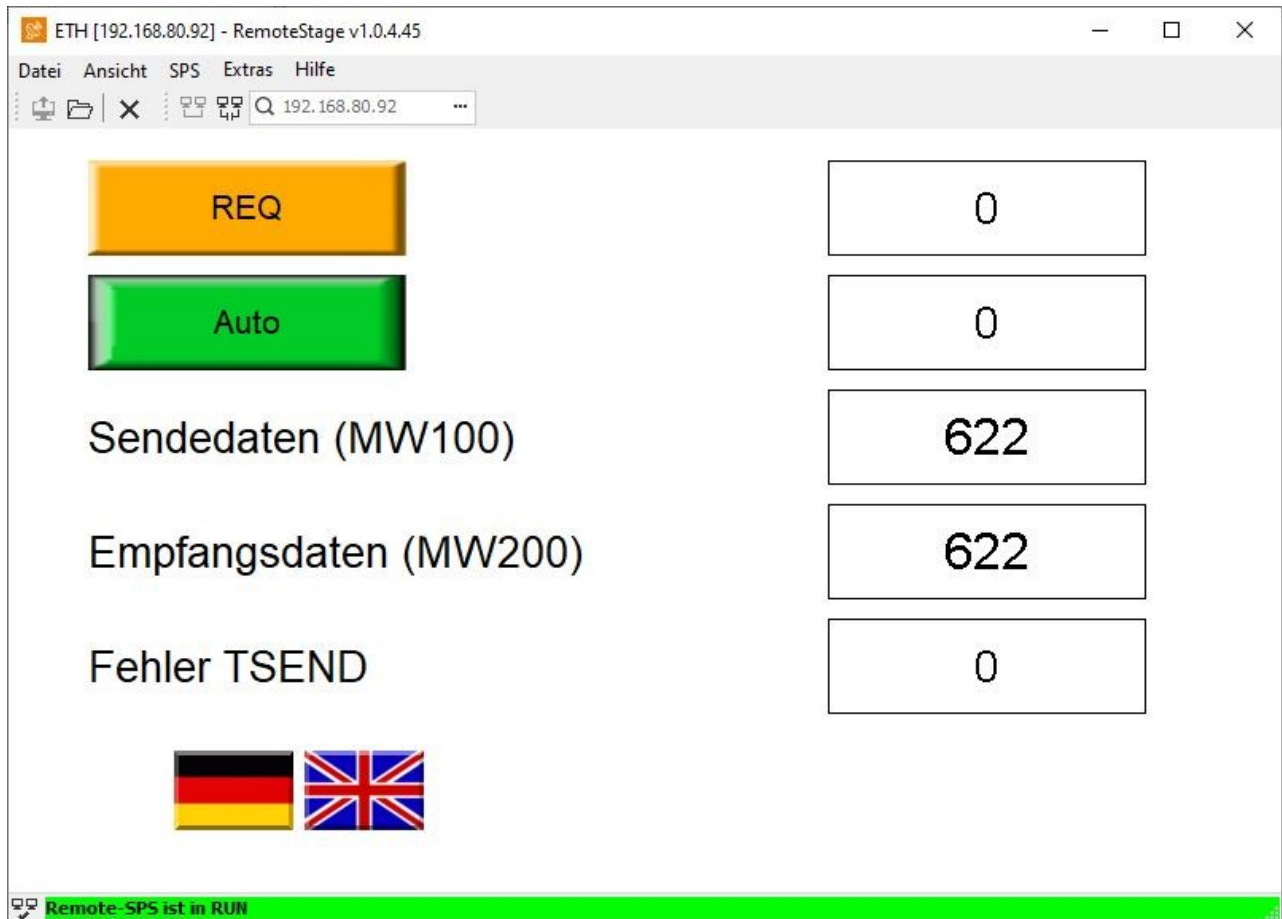 ETH [192.168.80.92] - RemoteStage v1.0.4.45
Datei Ansicht SPS Extras Hilfe
192.168.80.92 ...
REQ 0
Auto 0
Sendedaten (MW100) 622
Empfangsdaten (MW200) 622
Fehler TSEND 0
Remote-SPS ist in RUN